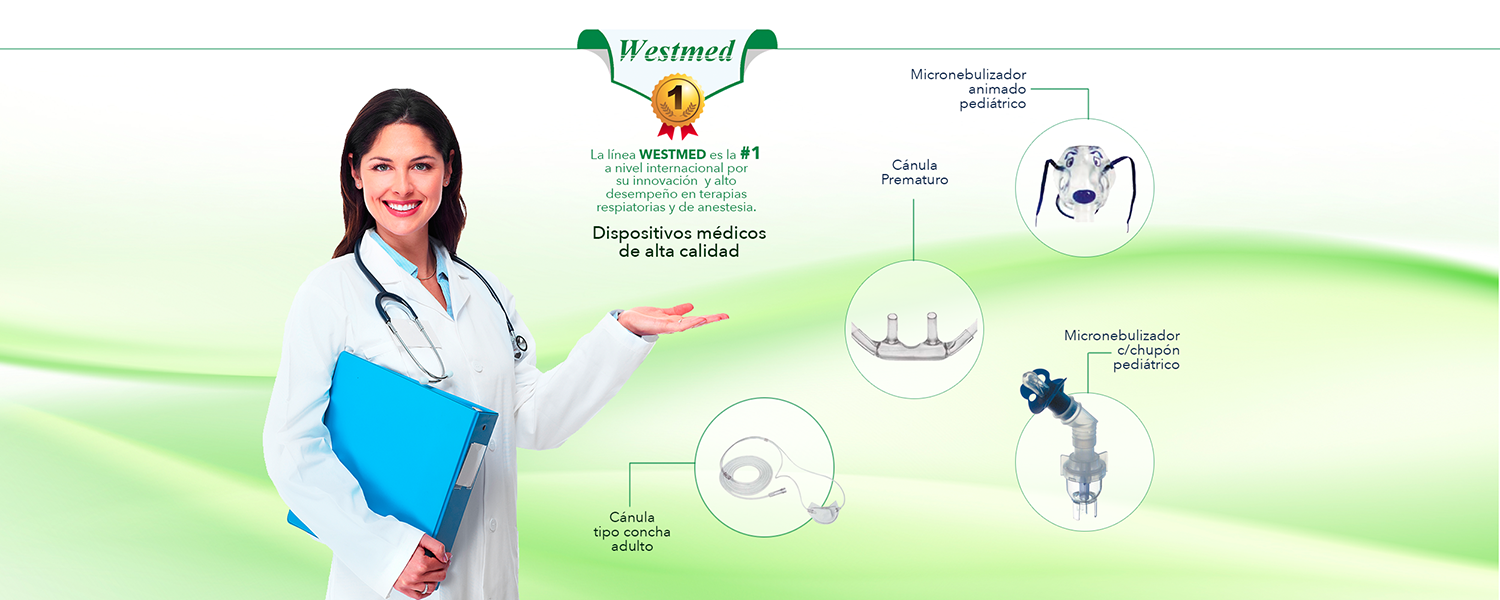 Westmed
1
La línea WESTMED es la #1
a nivel internacional por
su innovación y alto
desempeño en terapias
respiatorias y de anestesia.
Dispositivos médicos
de alta calidad
Micronebulizador
animado
pediátrico
Cánula
Prematuro
Micronebulizador
c/chupón
pediátrico
Cánula
tipo concha
adulto